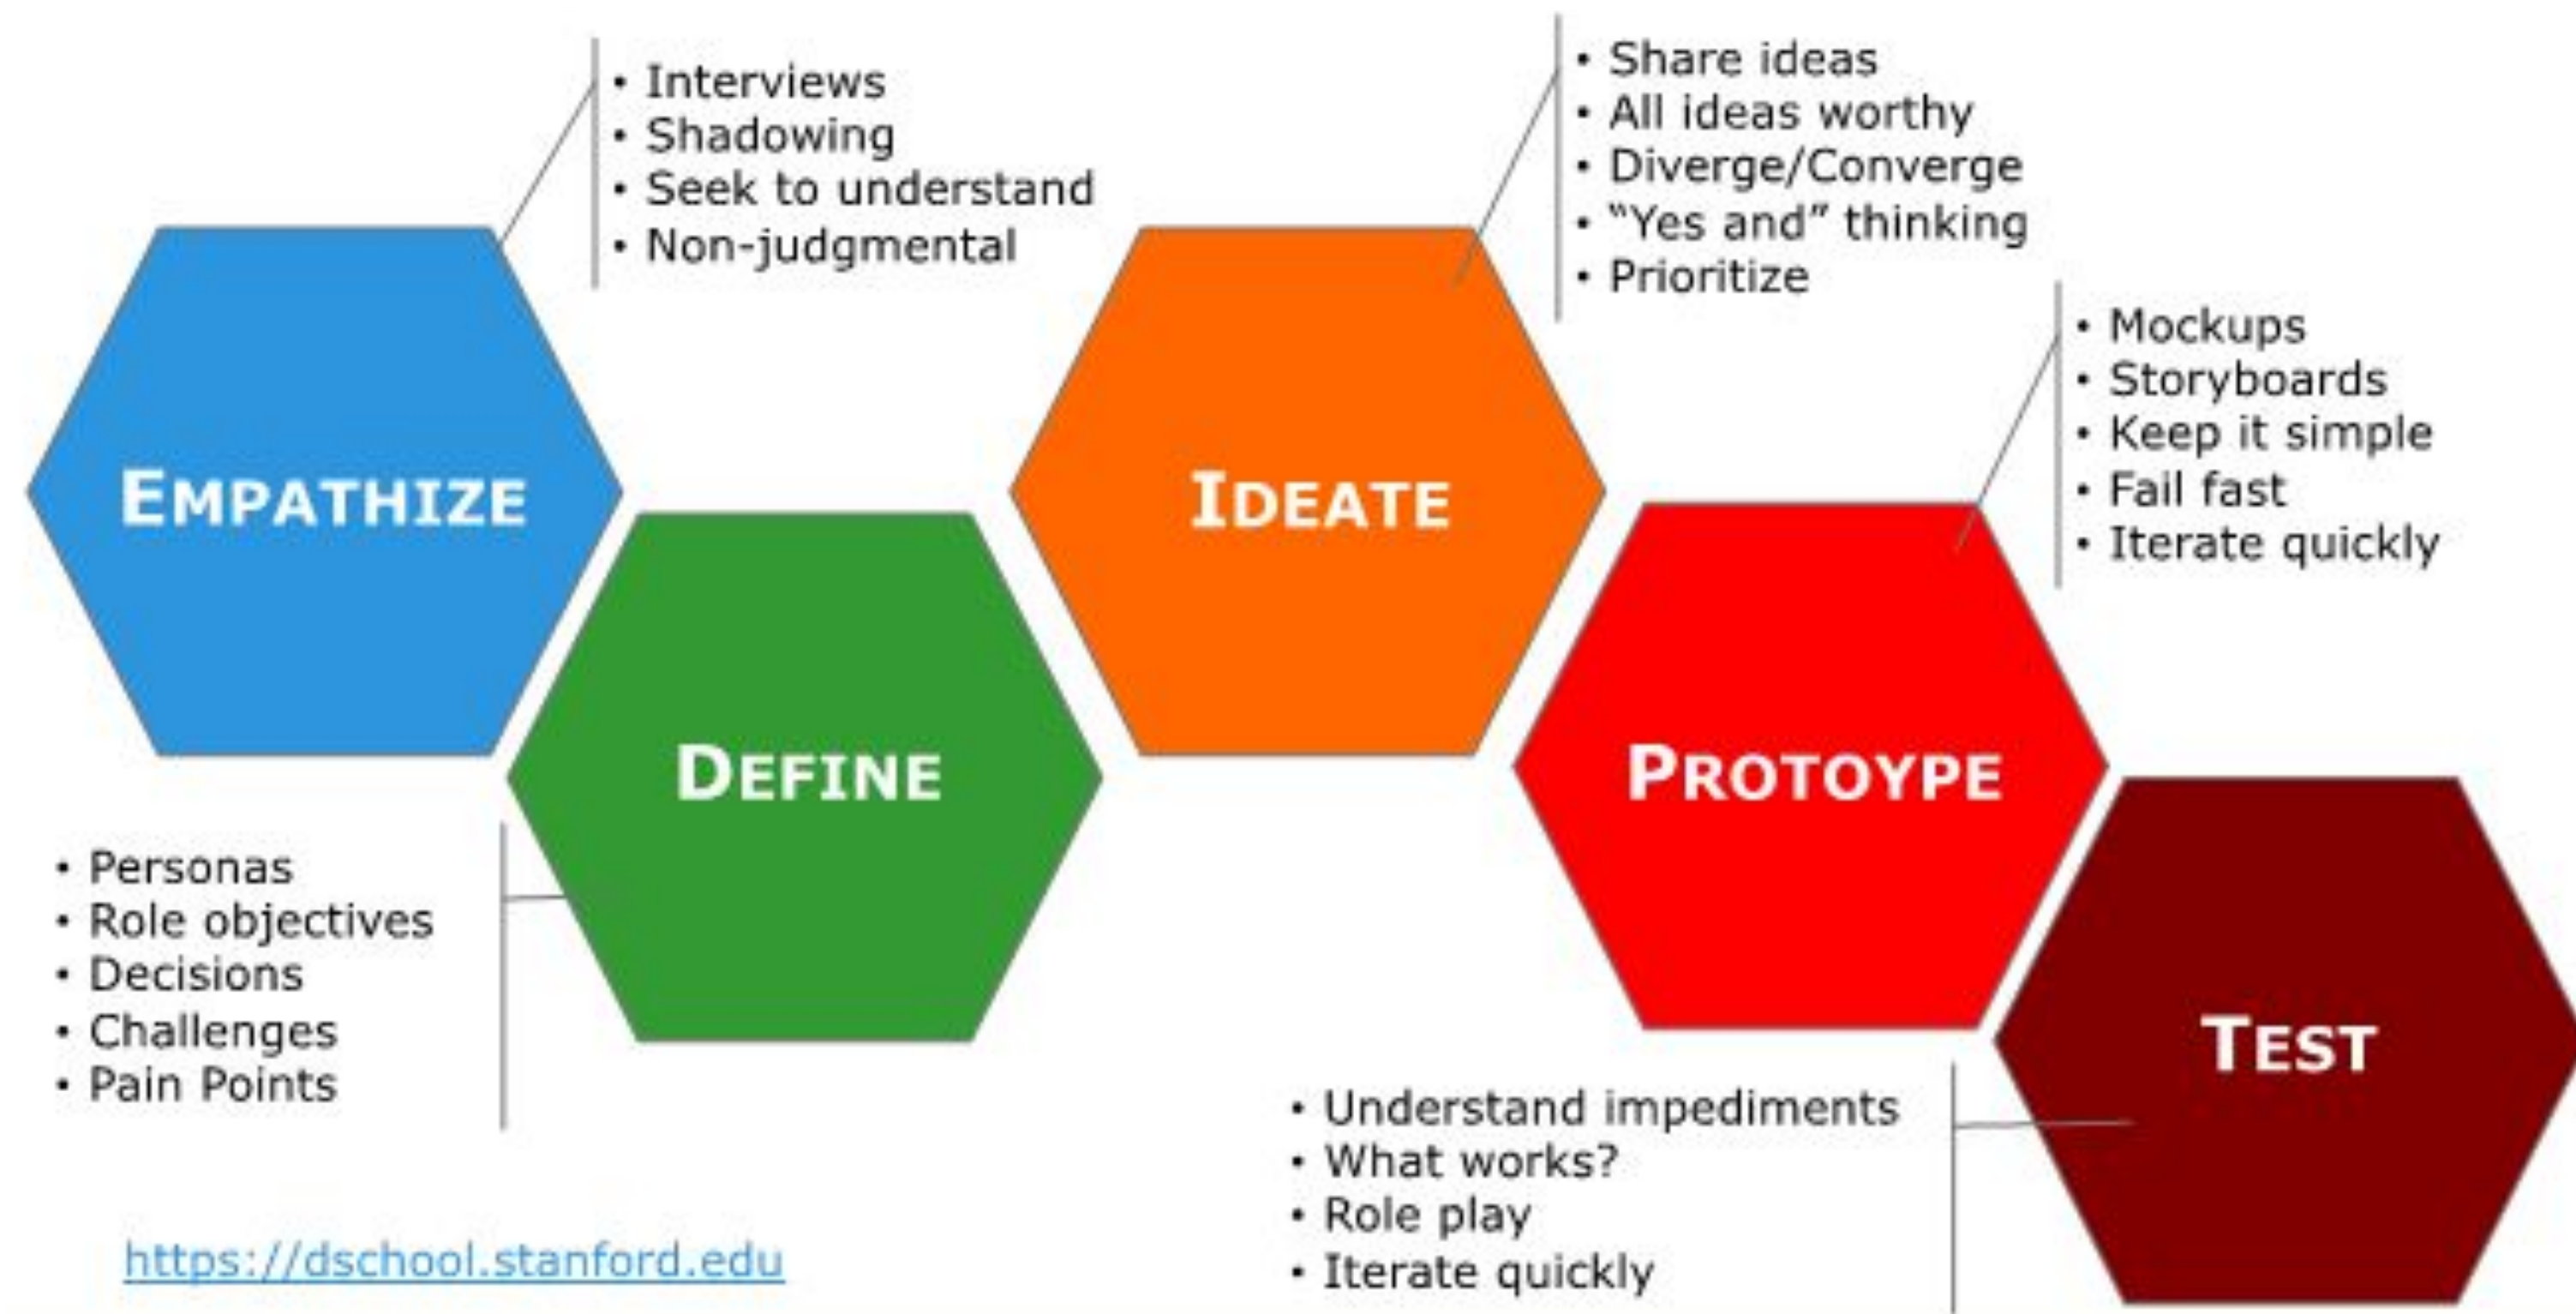 • Interviews
• Shadowing
• Seek to understand
• Non-judgmental
EMPATHIZE
• Personas
• Role objectives
• Decisions
• Challenges
• Pain Points
DEFINE
• Share ideas
• All ideas worthy
• Diverge/Converge
• “Yes and” thinking
• Prioritize
IDEATE
• Mockups
• Storyboards
• Keep it simple
• Fail fast
• Iterate quickly
PROTOYPE
• Understand impediments
• What works?
• Role play
• Iterate quickly
TEST
https://dschool.stanford.edu